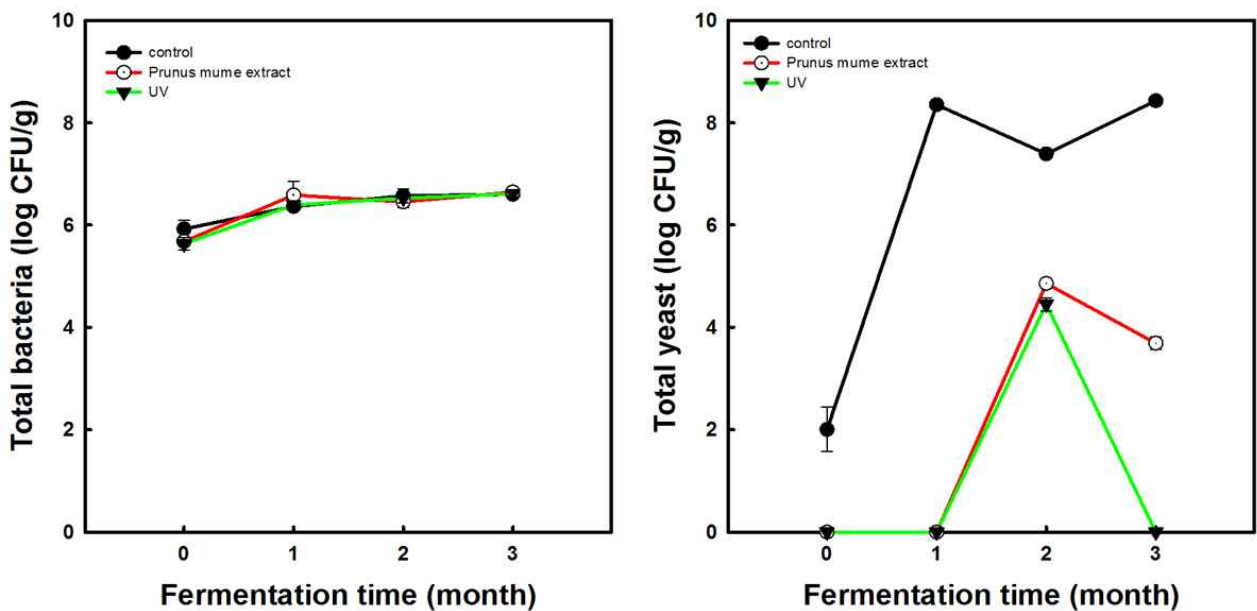 Total bacteria (log CFU/g)
10
8
6
4
2
0
control
Prunus mume extract
UV
0 1 2 3
Fermentation time (month)
Total yeast (log CFU/g)
10
8
6
4
2
0
control
Prunus mume extract
UV
0 1 2 3
Fermentation time (month)